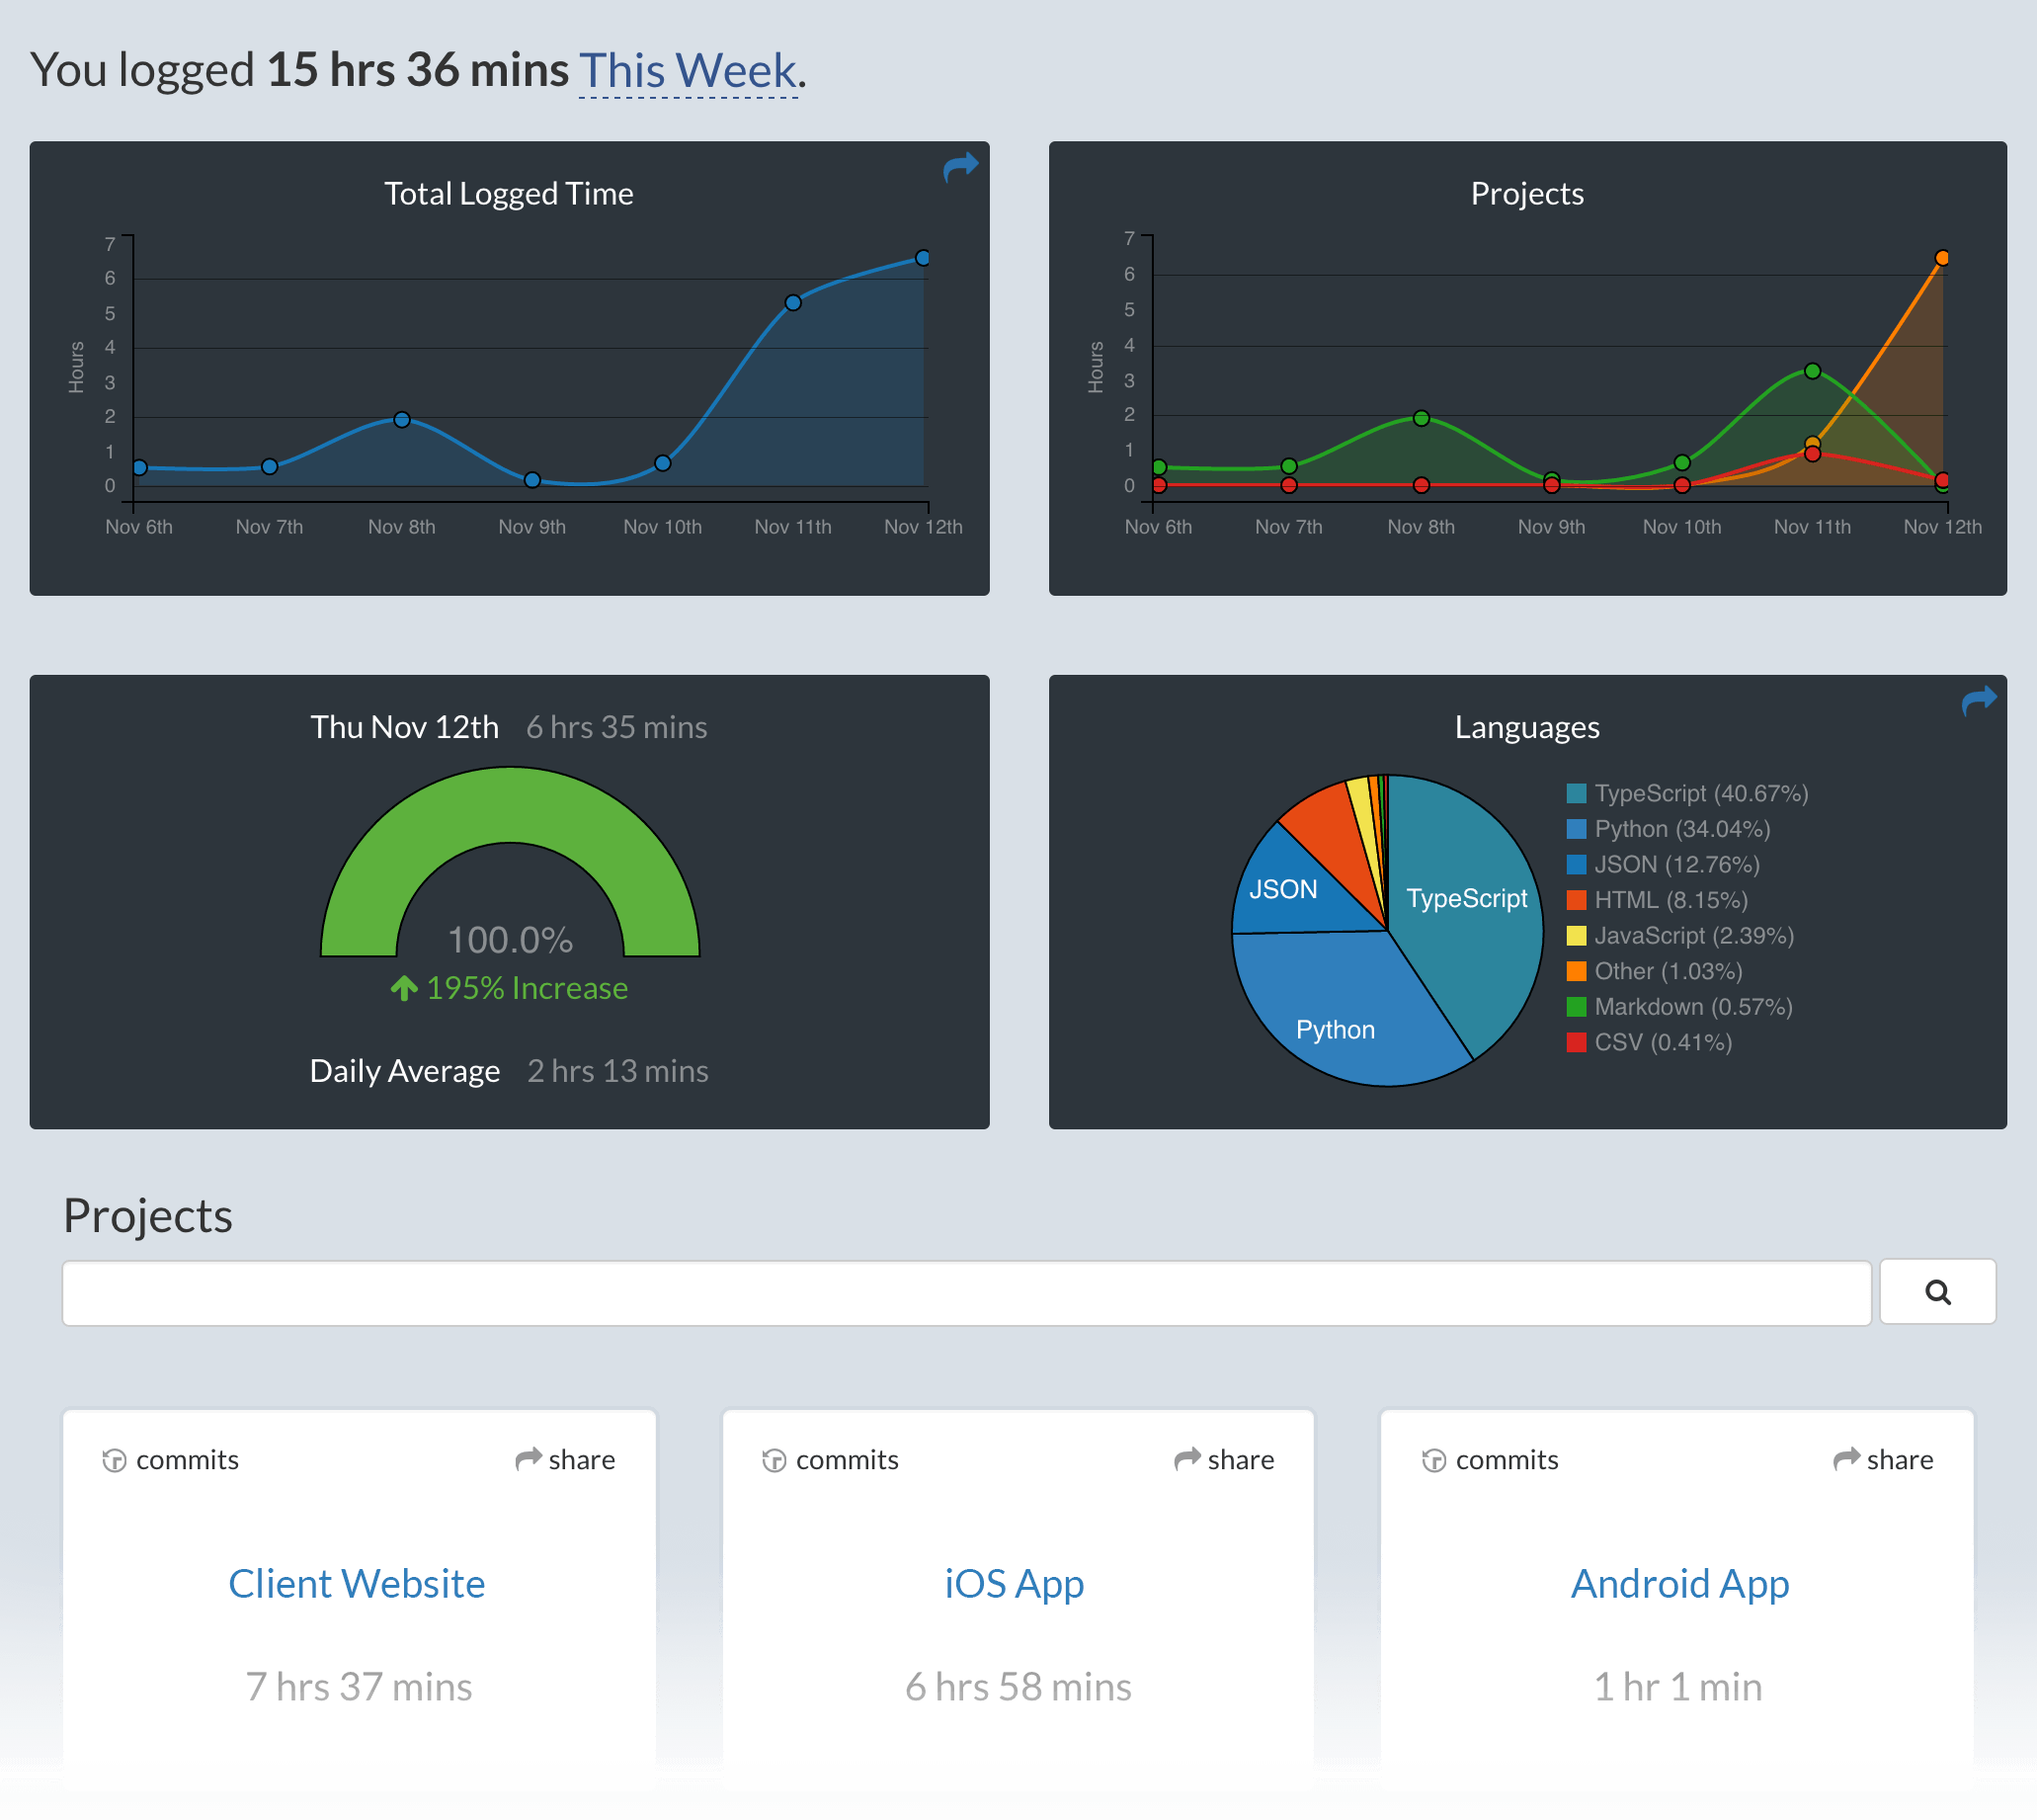 You logged 15 hrs 36 mins This Week.
Total Logged Time
Hours
7
6
5
4
3
2
1
0
Nov 6th Nov 7th Nov 8th Nov 9th Nov 10th Nov 11th Nov 12th
Projects
Hours
7
6
5
4
3
2
1
0
Nov 6th Nov 7th Nov 8th Nov 9th Nov 10th Nov 11th Nov 12th
Thu Nov 12th 6 hrs 35 mins
100.0%
195% Increase
Daily Average 2 hrs 13 mins
Languages
TypeScript
JSON
Python
TypeScript (40.67%)
Python (34.04%)
JSON (12.76%)
HTML (8.15%)
JavaScript (2.39%)
Other (1.03%)
Markdown (0.57%)
CSV (0.41%)
Projects
commits share
Client Website
7 hrs 37 mins
commits share
iOS App
6 hrs 58 mins
commits share
Android App
1 hr 1 min